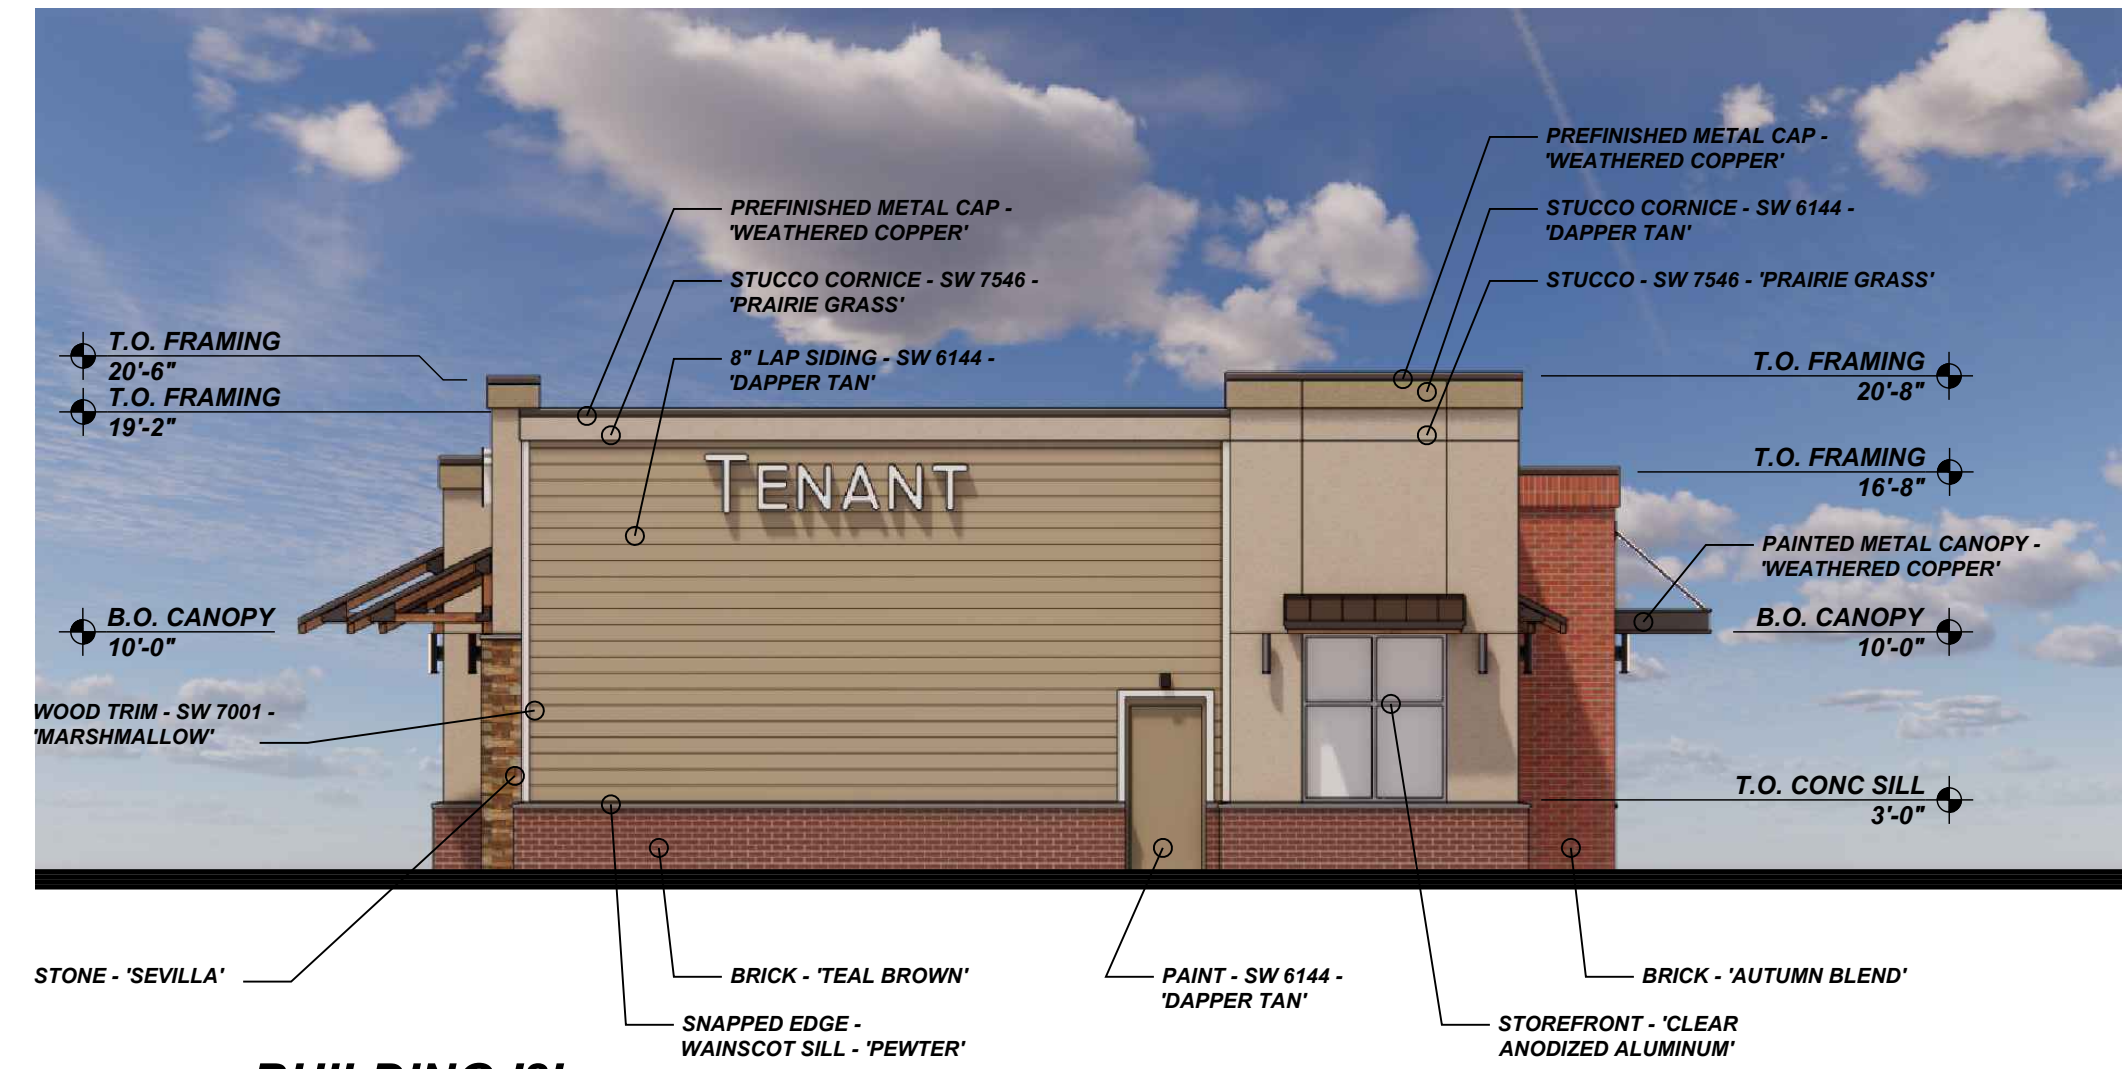 PREFINISHED METAL CAP -
'WEATHERED COPPER'
STUCCO CORNICE - SW 6144 -
'DAPPER TAN'
STUCCO - SW 7546 - 'PRAIRIE GRASS'
PREFINISHED METAL CAP -
'WEATHERED COPPER'
STUCCO CORNICE - SW 7546 -
'PRAIRIE GRASS'
8" LAP SIDING - SW 6144 -
'DAPPER TAN'
T.O. FRAMING
20'-6"
T.O. FRAMING
19'-2"
T.O. FRAMING
20'-8"
T.O. FRAMING
16'-8"
TENANT
PAINTED METAL CANOPY -
'WEATHERED COPPER'
B.O. CANOPY
10'-0"
B.O. CANOPY
10'-0"
WOOD TRIM - SW 7001 -
'MARSHMALLOW'
T.O. CONC SILL
3'-0"
STONE - 'SEVILLA'
BRICK - 'TEAL BROWN'
PAINT - SW 6144 -
'DAPPER TAN'
BRICK - 'AUTUMN BLEND'
SNAPPED EDGE -
WAINSCOT SILL - 'PEWTER'
STOREFRONT - 'CLEAR
ANODIZED ALUMINUM'
BUILDING